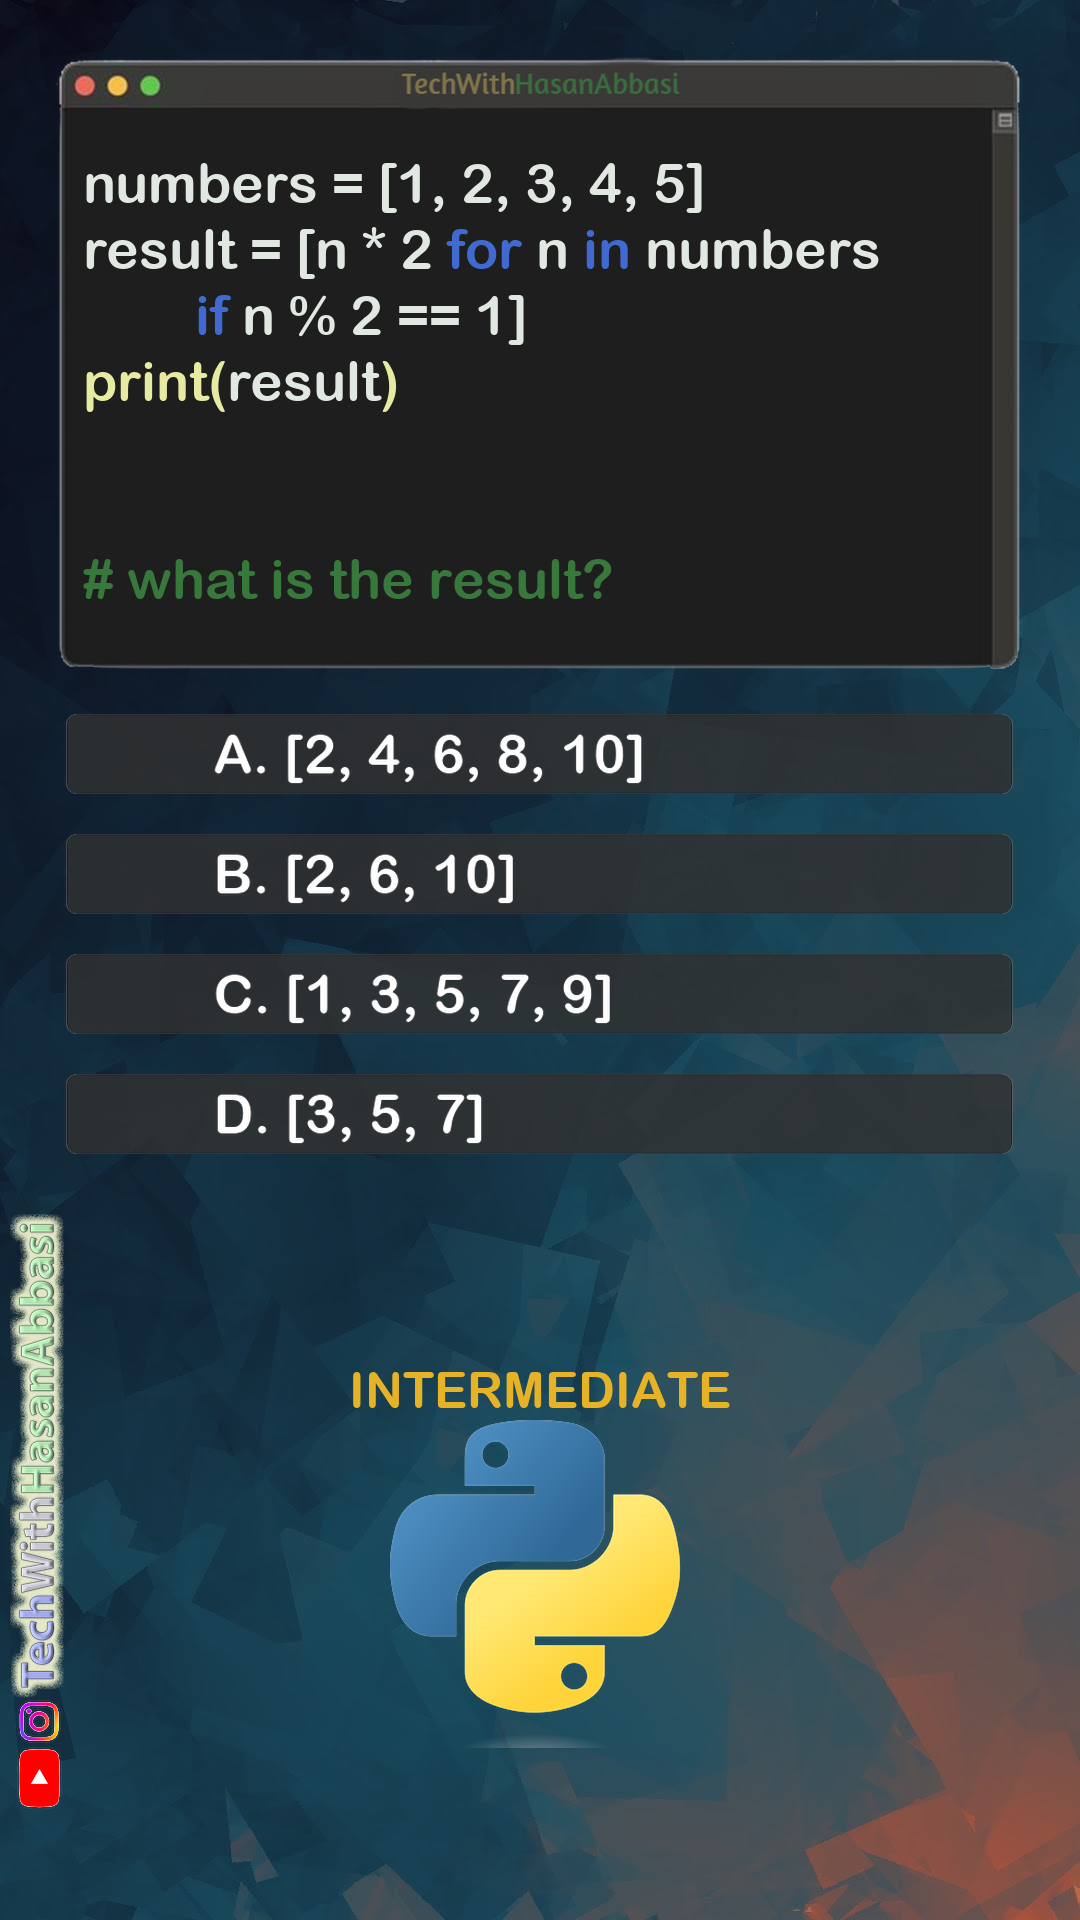 TechWithHasanAbbasi
numbers = [1, 2, 3, 4, 5]
result = [n * 2 for n in numbers
if n % 2 == 1]
print(result)
# what is the result?
A. [2, 4, 6, 8, 10]
B. [2, 6, 10]
C. [1, 3, 5, 7, 9]
D. [3, 5, 7]
TechWithHasanAbbasi
INTERMEDIATE